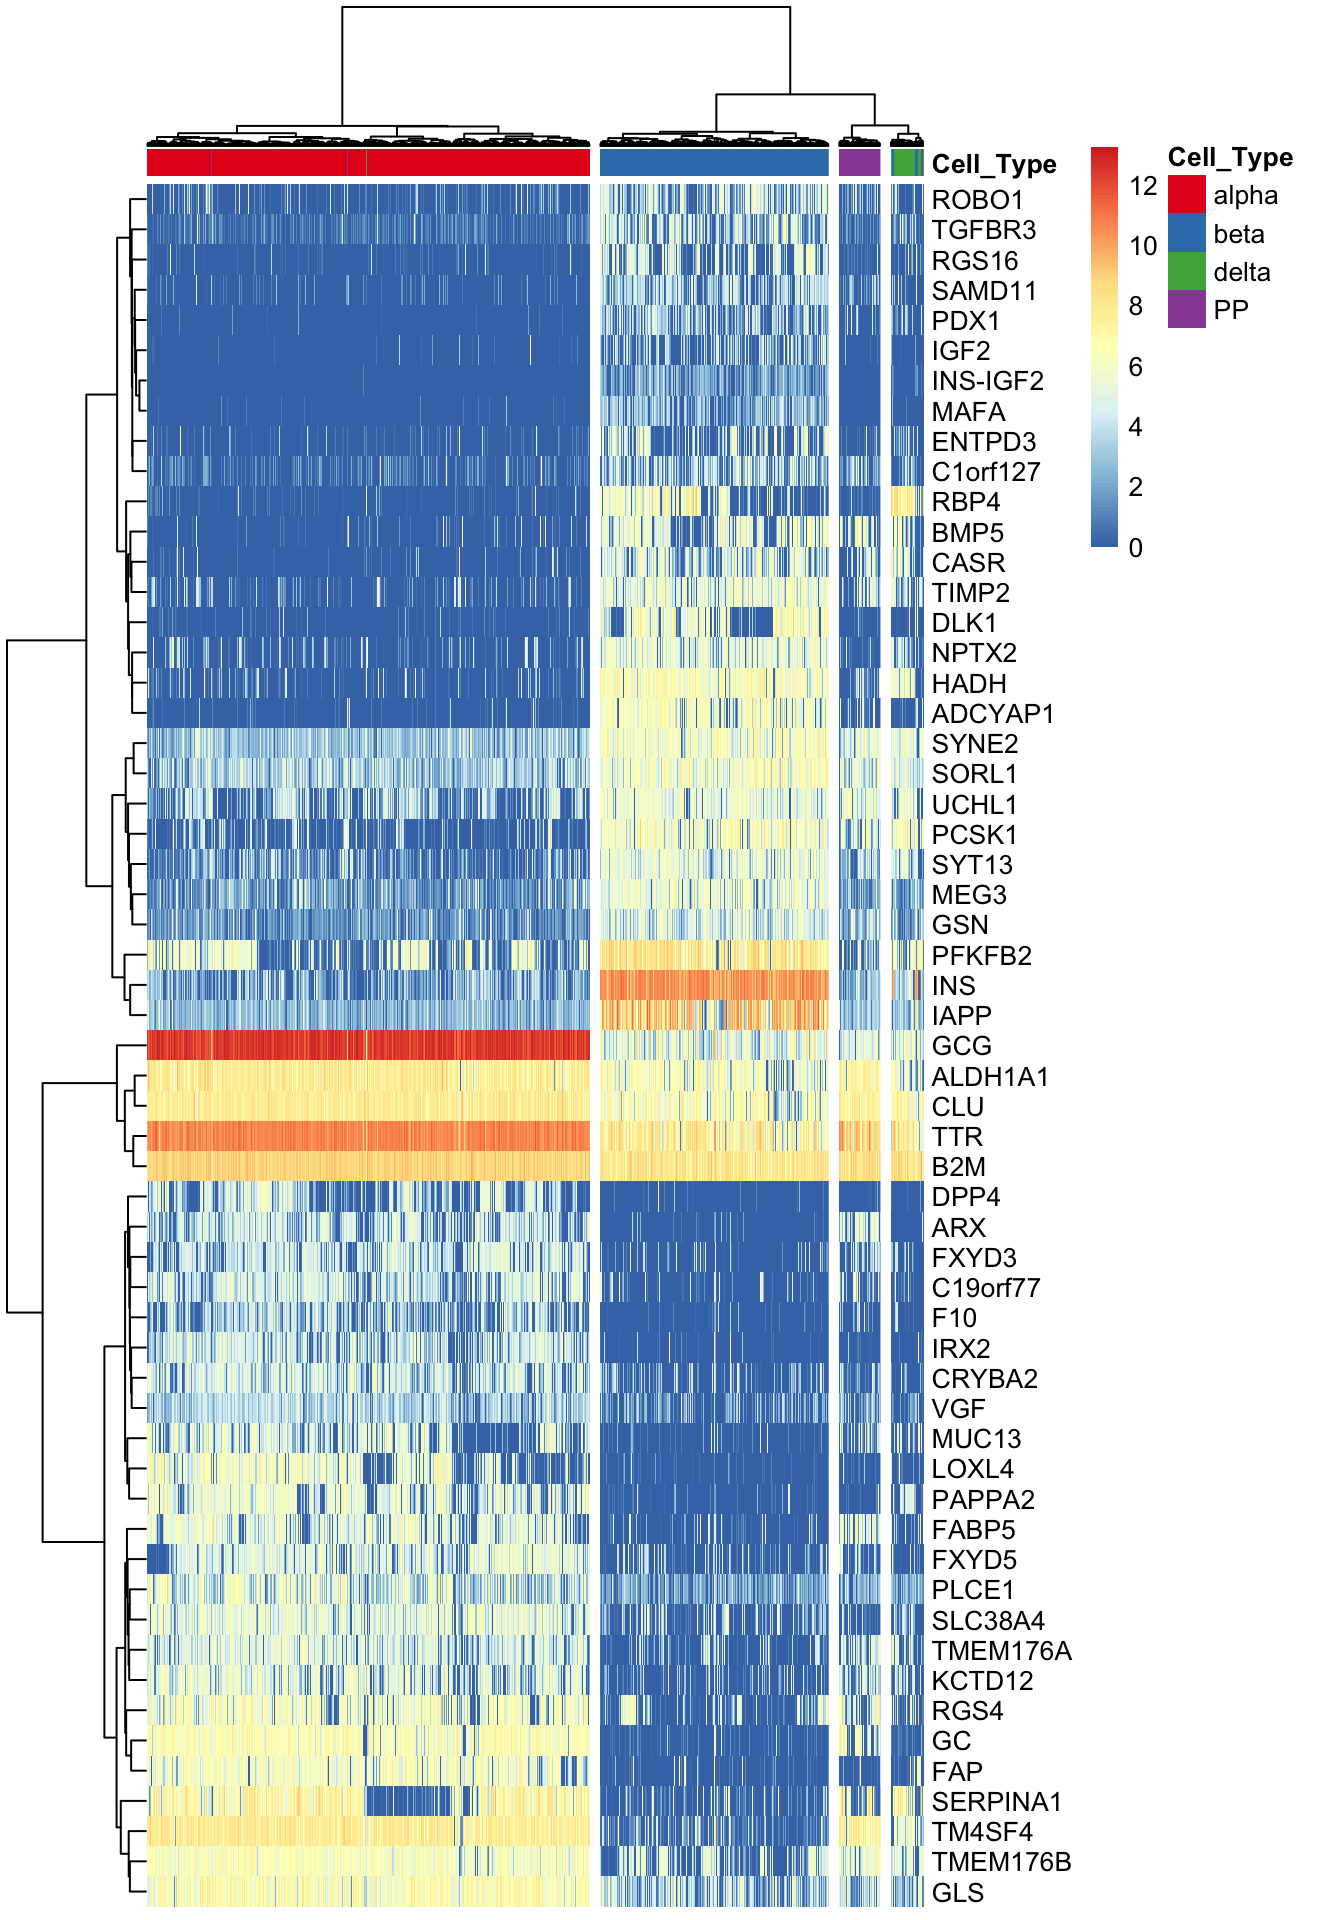 Cell_Type
ROBO1
TGFBR3
RGS16
SAMD11
PDX1
IGF2
INS-IGF2
MAFA
ENTPD3
C1orf127
RBP4
BMP5
CASR
TIMP2
DLK1
NPTX2
HADH
ADCYAP1
SYNE2
SORL1
UCHL1
PCSK1
SYT13
MEG3
GSN
PFKFB2
INS
IAPP
GCG
ALDH1A1
CLU
TTR
B2M
DPP4
ARX
FXYD3
C19orf77
F10
IRX2
CRYBA2
VGF
MUC13
LOXL4
PAPPA2
FABP5
FXYD5
PLCE1
SLC38A4
TMEM176A
KCTD12
RGS4
GC
FAP
SERPINA1
TM4SF4
TMEM176B
GLS
12
10
8
6
4
2
0
Cell_Type
alpha
beta
delta
PP